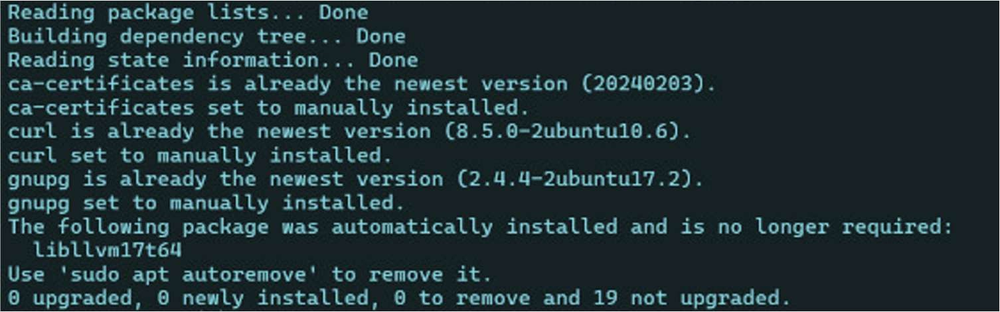 Reading package lists... Done
Building dependency tree... Done
Reading state information... Done
ca-certificates is already the newest version (20240203).
ca-certificates set to manually installed.
curl is already the newest version (8.5.0-2ubuntu10.6).
curl set to manually installed.
gnupg is already the newest version (2.4.4-2ubuntu17.2).
gnupg set to manually installed.
The following package was automatically installed and is no longer required:
  libllvm17t64
Use 'sudo apt autoremove' to remove it.
0 upgraded, 0 newly installed, 0 to remove and 19 not upgraded.